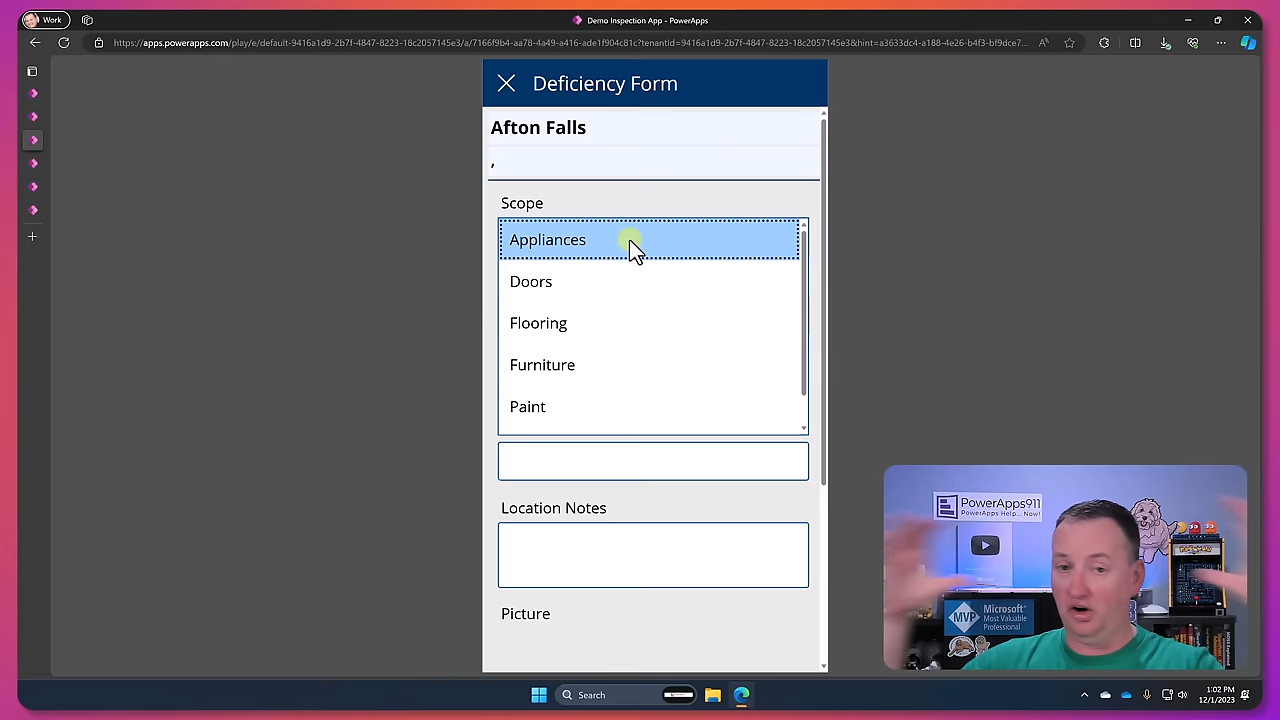 Work
Demo Inspection App - PowerApps
https://apps.powerapps.com/play/e/default-9416a1d9-2b7f-4847-8223-18c2057145e3/a/7166f9b4-aa78-4a49-a416-ade1f904c81c?tenantId=9416a1d9-2b7f-4847-8223-18c2057145e3&hint=a3633dc4-a188-4e26-b4f3-bf9dce7...
Deficiency Form
Afton Falls
,
Scope
Appliances
Doors
Flooring
Furniture
Paint
Location Notes
Picture
PowerApps911
PowerApps Help... Now!
MVP
Microsoft®
Most Valuable
Professional
Search
1:02 PM
12/1/2023